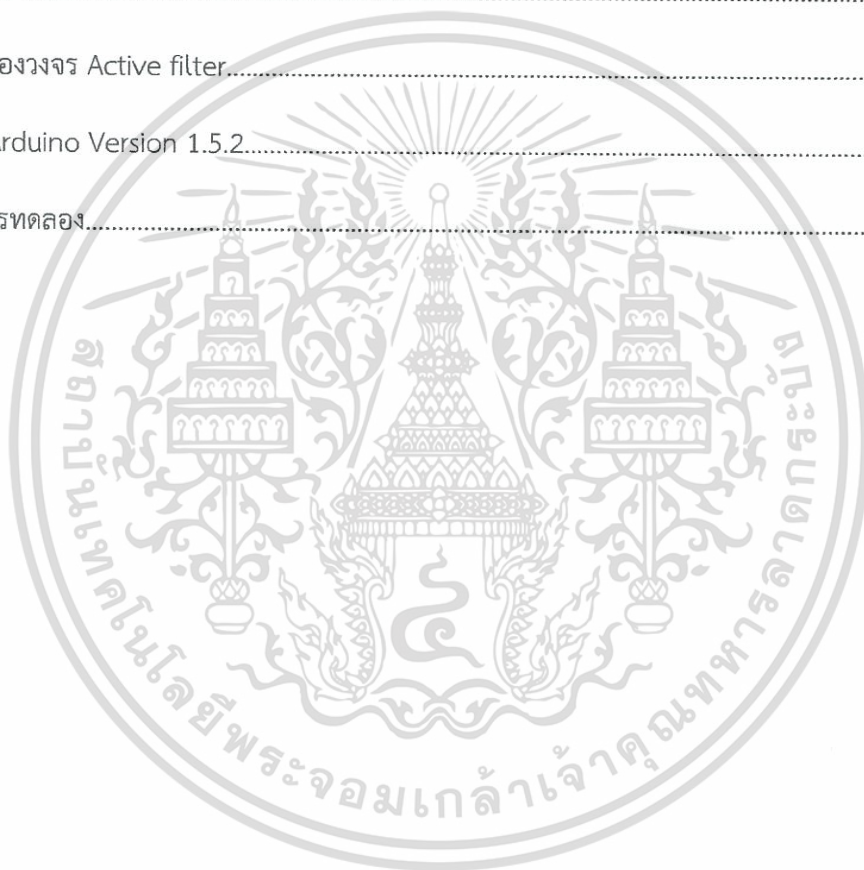 องวงจร Active filter
rduino Version 1.5.2
รทดลอง
สถาบันเทคโนโลยีพระจอมเกล้าเจ้าคุณทหารลาดกระบัง